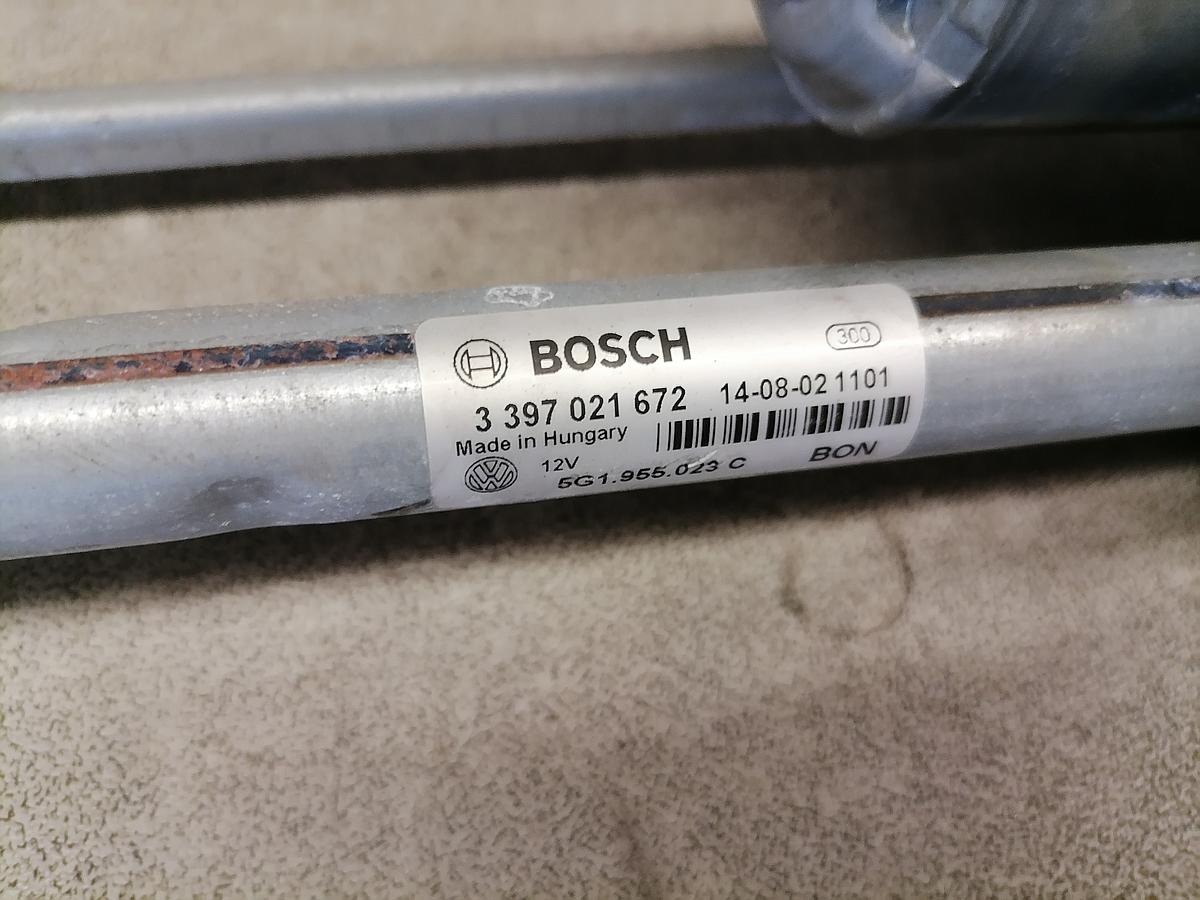 BOSCH
300
3 397 021 672 14-08-02 1101
Made in Hungary
12V
5G1.955.023 C BON